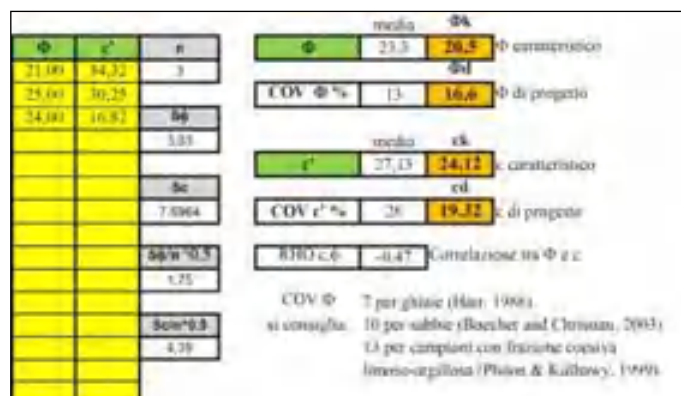 media Φk
Φ c' n Φ 23.3 20,5 Φ caratteristico
21,00 34,32 3 Φd
25,00 30,25 COV Φ % 13 16,6 Φ di progetto
24,00 16,82 δϕ
3,03 media ck
c' 27,13 24,12 c caratteristico
δc cd
7.5964 COV c' % 28 19,32 c di progetto
δϕ/n^0,5 RHO c,ϕ -0,47 Correlazione tra Φ e c
1,75
COV Φ 7 per ghiaie (Harr, 1988)
δc/n^0.5 si consiglia 10 per sabbie (Baecher and Christian, 2003)
4,39 13 per campioni con frazione coesiva
limoso-argillosa (Phoon & Kulhawy, 1999)